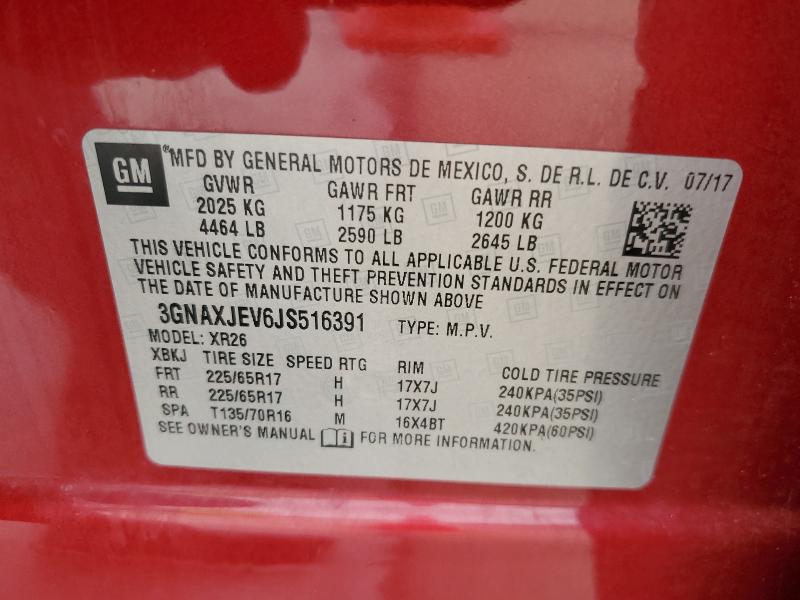 GM ® MFD BY GENERAL MOTORS DE MEXICO, S. DE R.L. DE C.V. 07/17
GVWR GAWR FRT GAWR RR
2025 KG 1175 KG 1200 KG
4464 LB 2590 LB 2645 LB
THIS VEHICLE CONFORMS TO ALL APPLICABLE U.S. FEDERAL MOTOR
VEHICLE SAFETY AND THEFT PREVENTION STANDARDS IN EFFECT ON
THE DATE OF MANUFACTURE SHOWN ABOVE
3GNAXJEV6JS516391 TYPE: M.P.V.
MODEL: XR26
XBKJ TIRE SIZE SPEED RTG RIM COLD TIRE PRESSURE
FRT 225/65R17 H 17X7J 240KPA(35PSI)
RR 225/65R17 H 17X7J 240KPA(35PSI)
SPA T135/70R16 M 16X4BT 420KPA(60PSI)
SEE OWNER'S MANUAL FOR MORE INFORMATION.